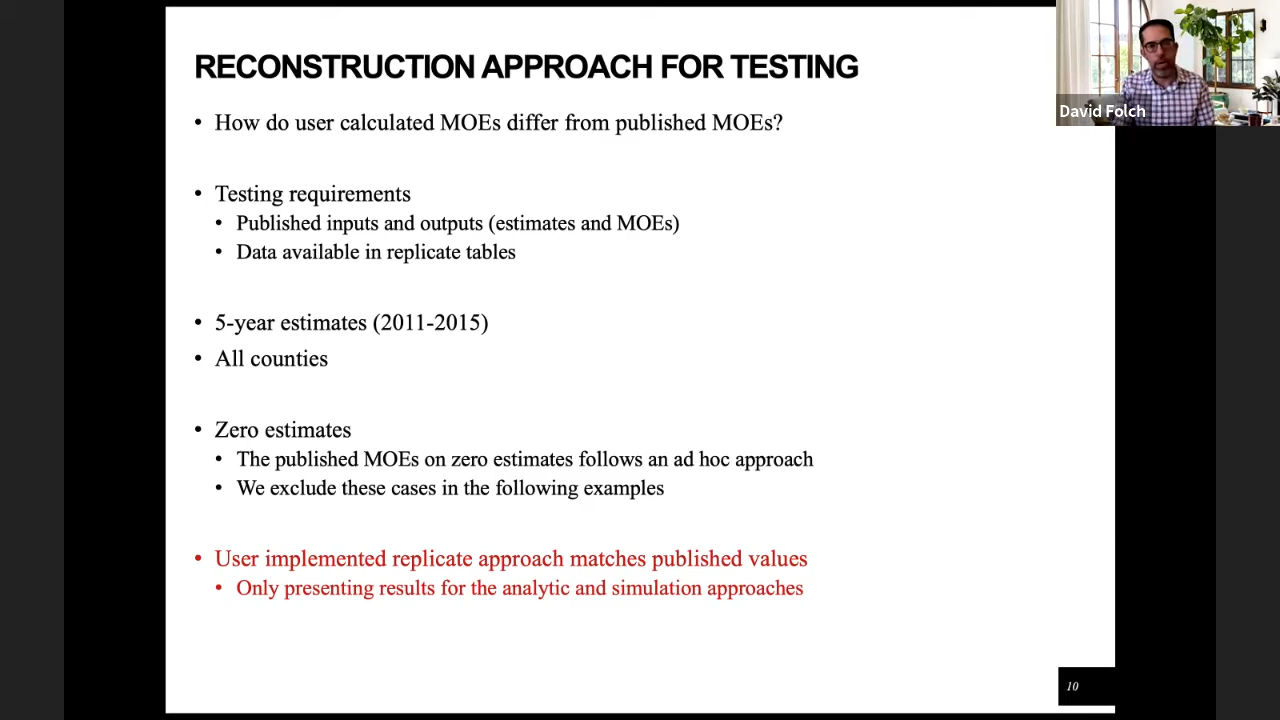 RECONSTRUCTION APPROACH FOR TESTING
• How do user calculated MOEs differ from published MOEs?
• Testing requirements
• Published inputs and outputs (estimates and MOEs)
• Data available in replicate tables
• 5-year estimates (2011-2015)
• All counties
• Zero estimates
• The published MOEs on zero estimates follows an ad hoc approach
• We exclude these cases in the following examples
• User implemented replicate approach matches published values
• Only presenting results for the analytic and simulation approaches
10
David Folch